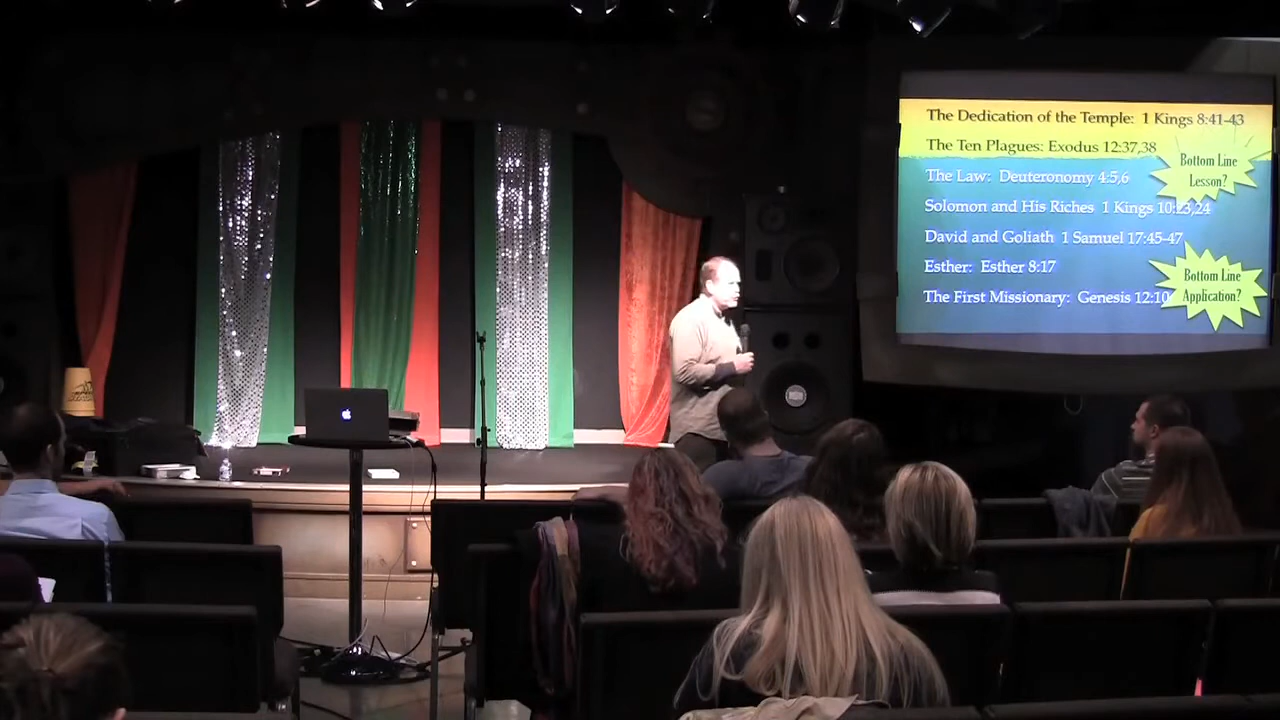 The Dedication of the Temple: 1 Kings 8:41-43
The Ten Plagues: Exodus 12:37,38
Bottom Line
Lesson?
The Law: Deuteronomy 4:5,6
Solomon and His Riches 1 Kings 10:23,24
David and Goliath 1 Samuel 17:45-47
Esther: Esther 8:17
Bottom Line
Application?
The First Missionary: Genesis 12:10